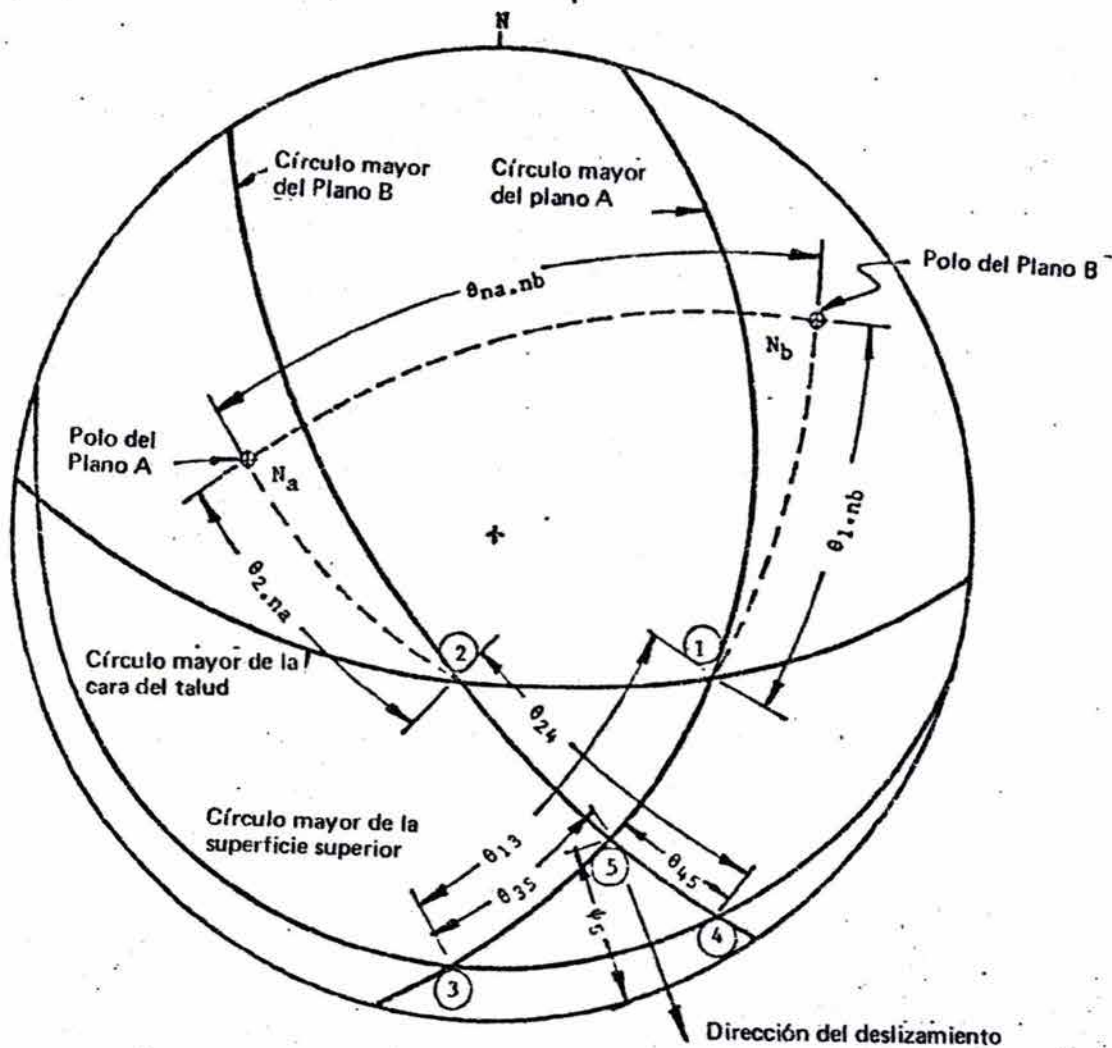 N
Círculo mayor
del Plano B
Círculo mayor
del plano A
Polo del Plano B
θna.nb
Nb
Polo del
Plano A
Na
θ1.nb
θ2.na
2
1
Círculo mayor de la
cara del talud
θ24
Círculo mayor de la
superficie superior
θ13
θ35
5
θ45
ψ5
4
3
Dirección del deslizamiento